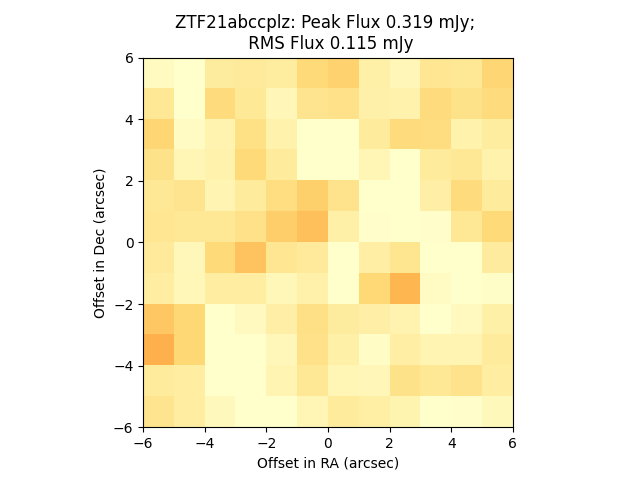 ZTF21abccplz: Peak Flux 0.319 mJy;
RMS Flux 0.115 mJy
6
4
2
0
−2
−4
−6
Offset in Dec (arcsec)
−6 −4 −2 0 2 4 6
Offset in RA (arcsec)